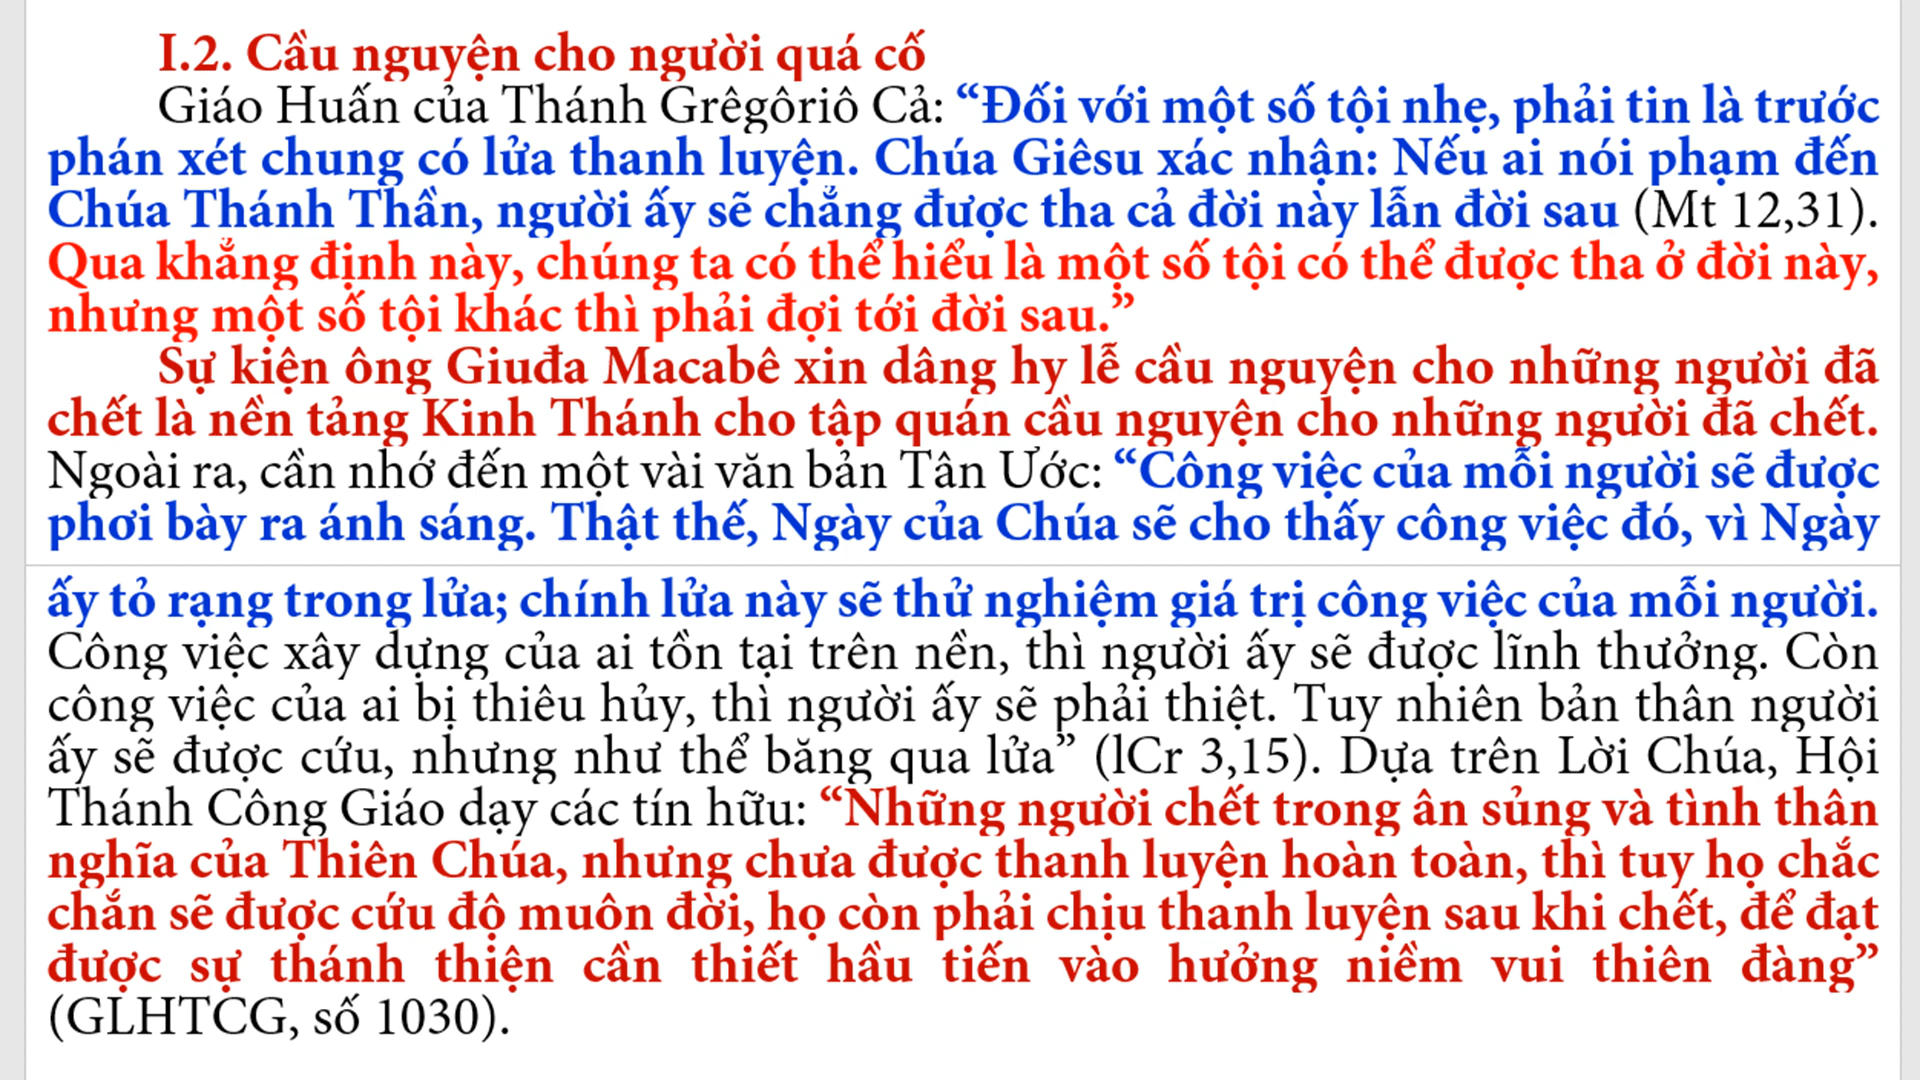 I.2. Cầu nguyện cho người quá cố
Giáo Huấn của Thánh Grêgôriô Cả: “Đối với một số tội nhẹ, phải tin là trước
phán xét chung có lửa thanh luyện. Chúa Giêsu xác nhận: Nếu ai nói phạm đến
Chúa Thánh Thần, người ấy sẽ chẳng được tha cả đời này lẫn đời sau (Mt 12,31).
Qua khẳng định này, chúng ta có thể hiểu là một số tội có thể được tha ở đời này,
nhưng một số tội khác thì phải đợi tới đời sau.”
Sự kiện ông Giuđa Macabê xin dâng hy lễ cầu nguyện cho những người đã
chết là nền tảng Kinh Thánh cho tập quán cầu nguyện cho những người đã chết.
Ngoài ra, cần nhớ đến một vài văn bản Tân Ước: “Công việc của mỗi người sẽ được
phơi bày ra ánh sáng. Thật thế, Ngày của Chúa sẽ cho thấy công việc đó, vì Ngày
ấy tỏ rạng trong lửa; chính lửa này sẽ thử nghiệm giá trị công việc của mỗi người.
Công việc xây dựng của ai tồn tại trên nền, thì người ấy sẽ được lĩnh thưởng. Còn
công việc của ai bị thiêu hủy, thì người ấy sẽ phải thiệt. Tuy nhiên bản thân người
ấy sẽ được cứu, nhưng như thể băng qua lửa” (lCr 3,15). Dựa trên Lời Chúa, Hội
Thánh Công Giáo dạy các tín hữu: “Những người chết trong ân sủng và tình thân
nghĩa của Thiên Chúa, nhưng chưa được thanh luyện hoàn toàn, thì tuy họ chắc
chắn sẽ được cứu độ muôn đời, họ còn phải chịu thanh luyện sau khi chết, để đạt
được sự thánh thiện cần thiết hầu tiến vào hưởng niềm vui thiên đàng”
(GLHTCG, số 1030).